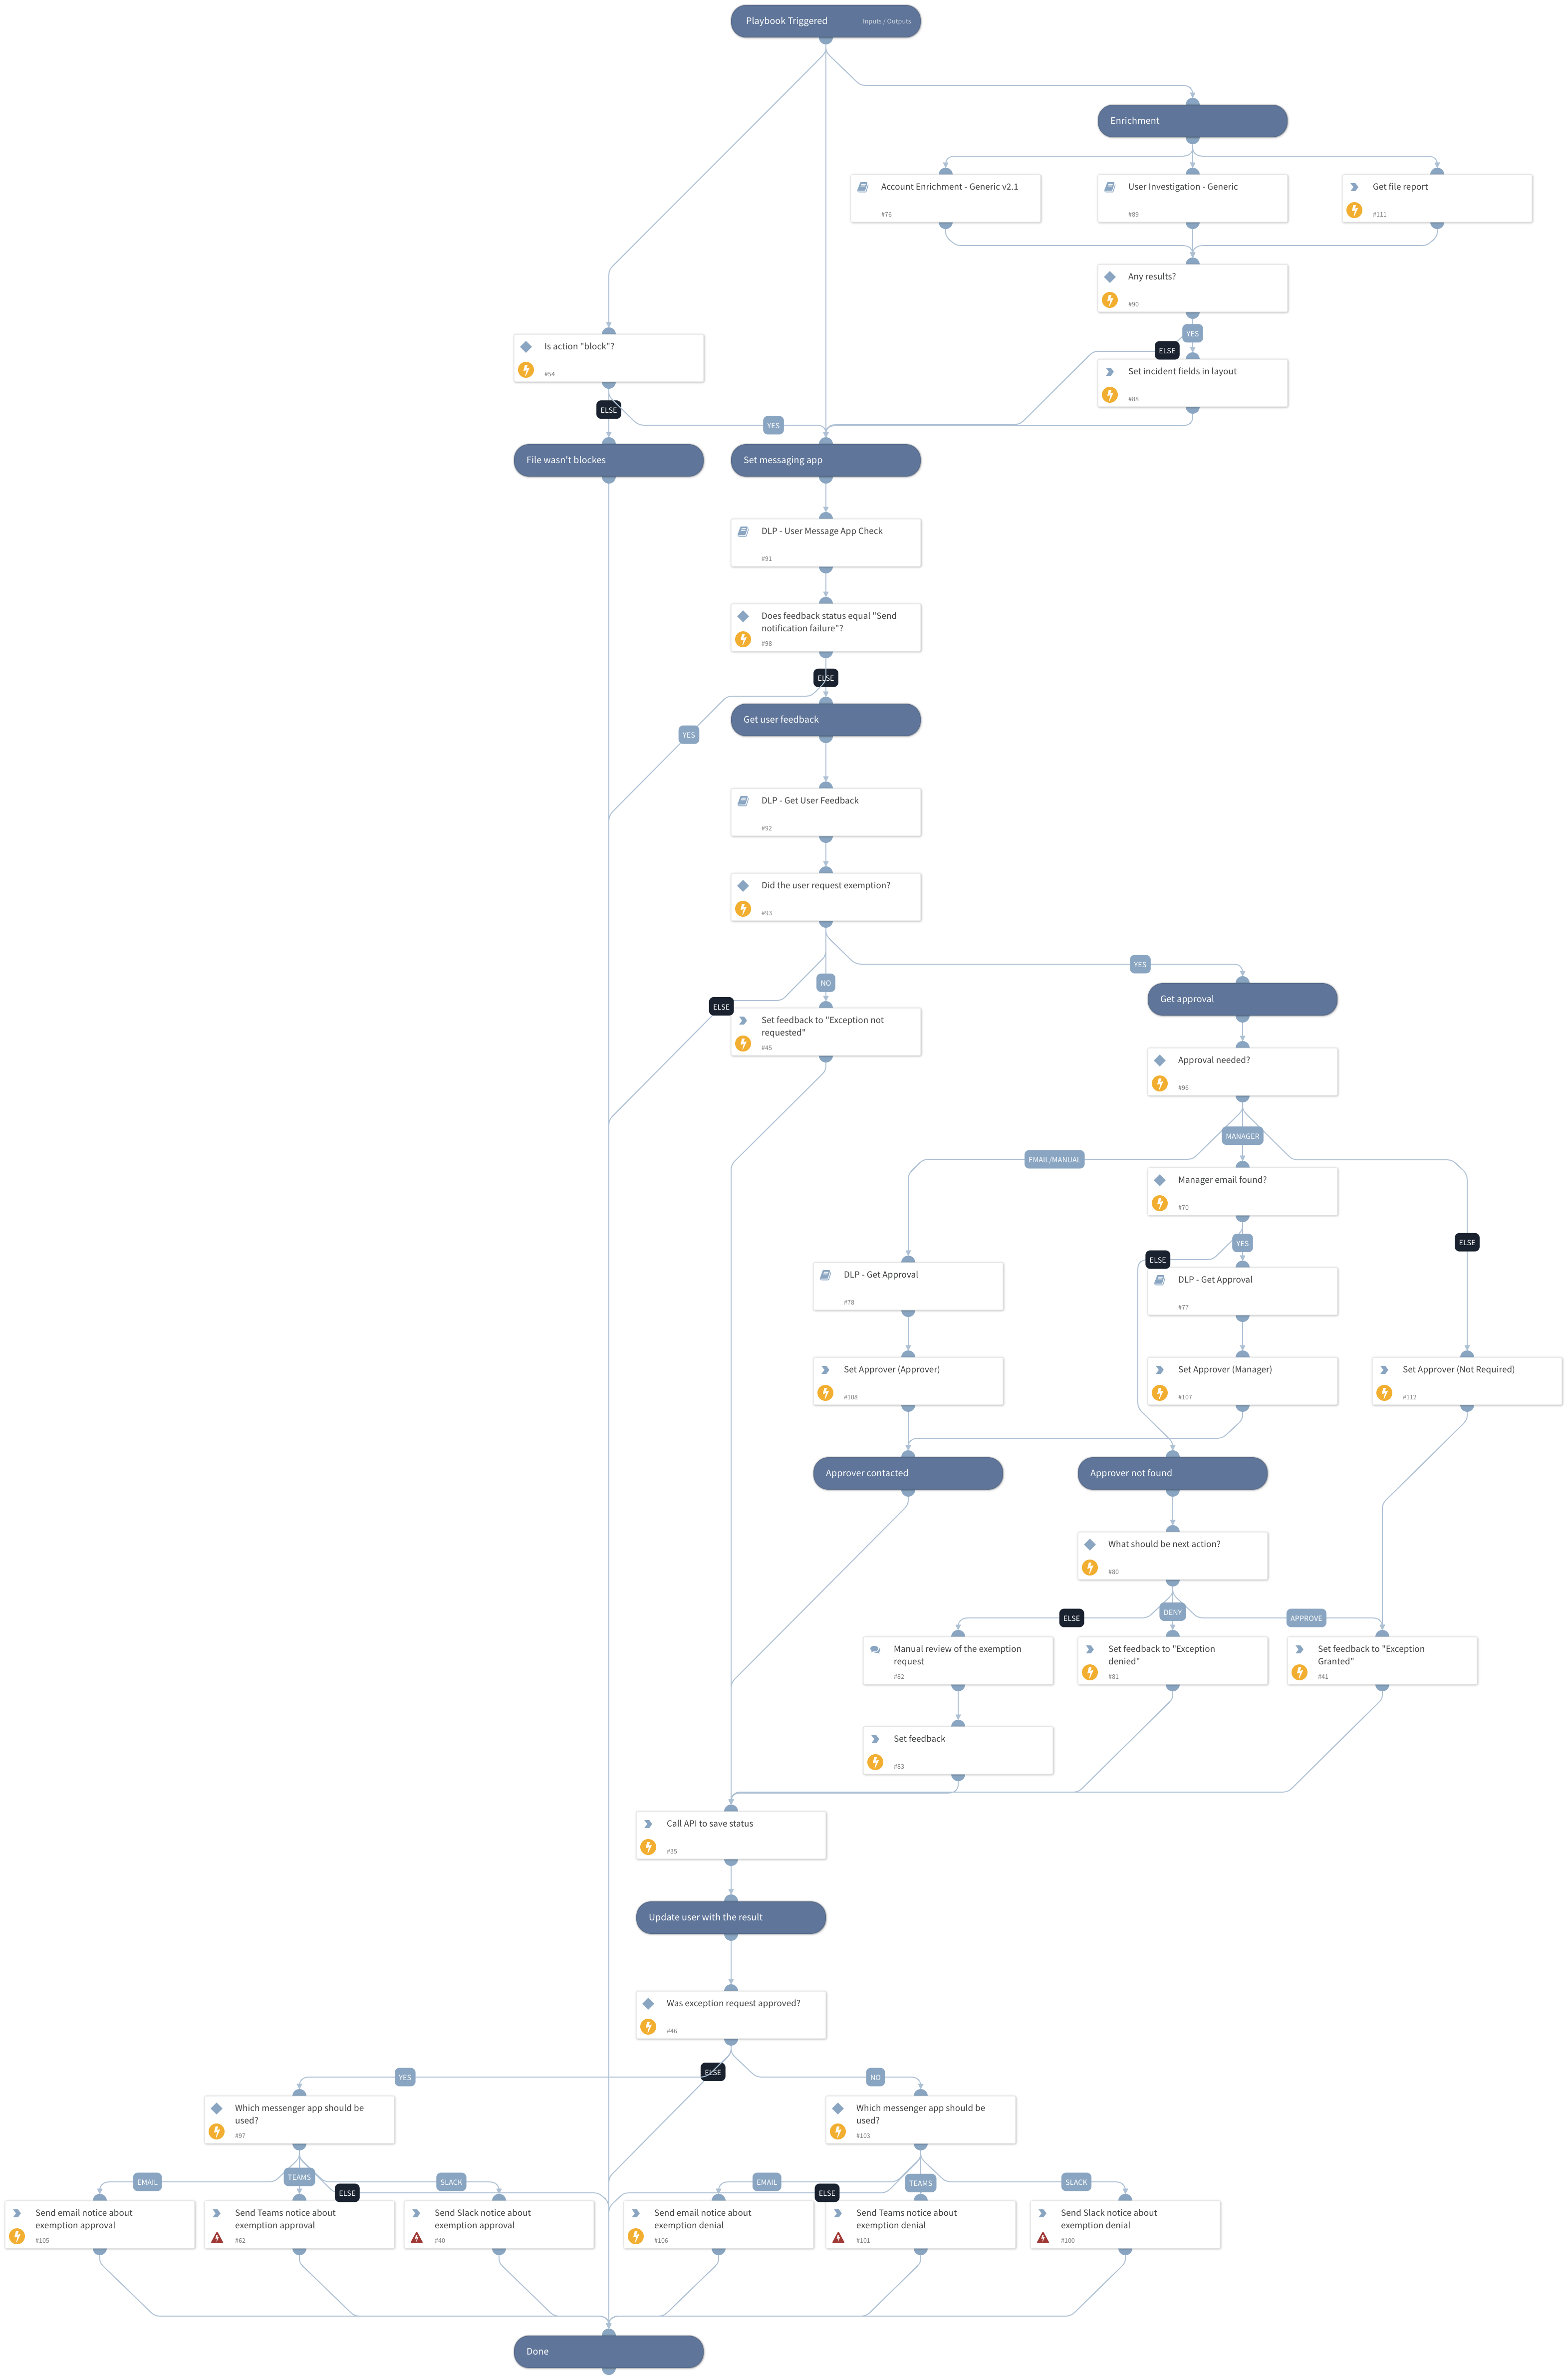 Playbook Triggered
Inputs / Outputs
Enrichment
Account Enrichment - Generic v2.1
#76
User Investigation - Generic
#89
Get file report
#111
Any results?
#90
YES
ELSE
Is action "block"?
#54
Set incident fields in layout
#88
ELSE
YES
File wasn't blockes
Set messaging app
DLP - User Message App Check
#91
Does feedback status equal "Send
notification failure"?
#98
ELSE
YES
Get user feedback
DLP - Get User Feedback
#92
Did the user request exemption?
#93
YES
NO
ELSE
Get approval
Set feedback to "Exception not
requested"
#45
Approval needed?
#96
MANAGER
EMAIL/MANUAL
Manager email found?
#70
YES
ELSE
ELSE
DLP - Get Approval
#78
DLP - Get Approval
#77
Set Approver (Approver)
#108
Set Approver (Manager)
#107
Set Approver (Not Required)
#112
Approver contacted
Approver not found
What should be next action?
#80
ELSE
DENY
APPROVE
Manual review of the exemption
request
#82
Set feedback to "Exception
denied"
#81
Set feedback to "Exception
Granted"
#41
Set feedback
#83
Call API to save status
#35
Update user with the result
Was exception request approved?
#46
YES
ELSE
NO
Which messenger app should be
used?
#97
Which messenger app should be
used?
#103
EMAIL
TEAMS
ELSE
SLACK
EMAIL
ELSE
TEAMS
SLACK
Send email notice about
exemption approval
#105
Send Teams notice about
exemption approval
#62
Send Slack notice about
exemption approval
#40
Send email notice about
exemption denial
#106
Send Teams notice about
exemption denial
#101
Send Slack notice about
exemption denial
#100
Done